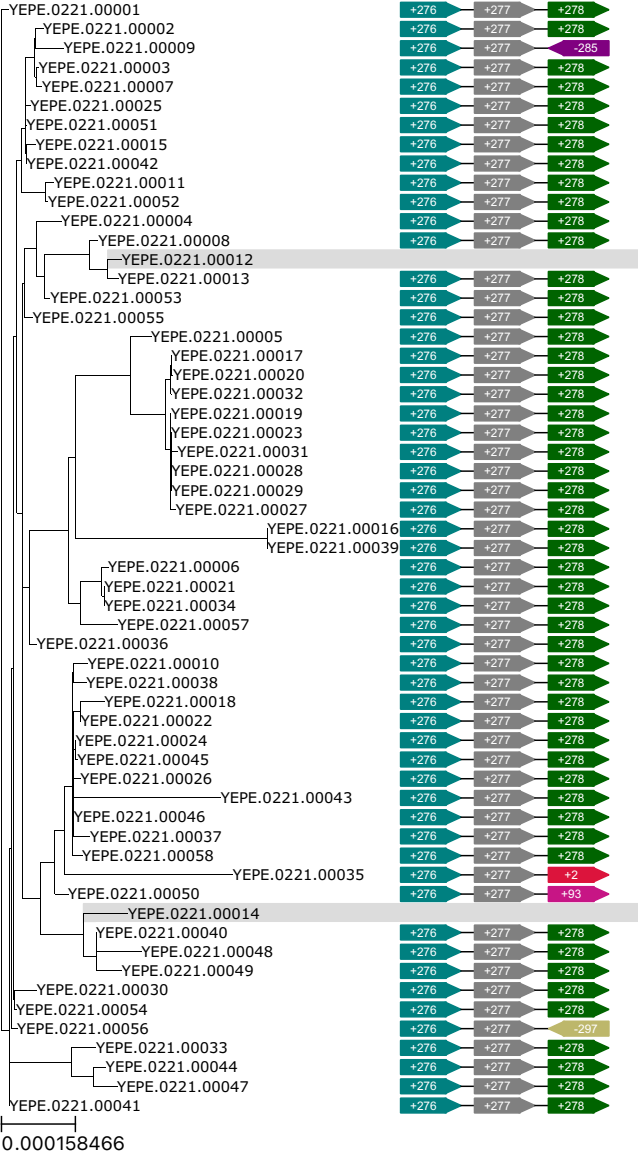 YEPE.0221.00001 +276 +277 +278
YEPE.0221.00002 +276 +277 +278
YEPE.0221.00009 +276 +277 -285
YEPE.0221.00003 +276 +277 +278
YEPE.0221.00007 +276 +277 +278
YEPE.0221.00025 +276 +277 +278
YEPE.0221.00051 +276 +277 +278
YEPE.0221.00015 +276 +277 +278
YEPE.0221.00042 +276 +277 +278
YEPE.0221.00011 +276 +277 +278
YEPE.0221.00052 +276 +277 +278
YEPE.0221.00004 +276 +277 +278
YEPE.0221.00008 +276 +277 +278
YEPE.0221.00012
YEPE.0221.00013 +276 +277 +278
YEPE.0221.00053 +276 +277 +278
YEPE.0221.00055 +276 +277 +278
YEPE.0221.00005 +276 +277 +278
YEPE.0221.00017 +276 +277 +278
YEPE.0221.00020 +276 +277 +278
YEPE.0221.00032 +276 +277 +278
YEPE.0221.00019 +276 +277 +278
YEPE.0221.00023 +276 +277 +278
YEPE.0221.00031 +276 +277 +278
YEPE.0221.00028 +276 +277 +278
YEPE.0221.00029 +276 +277 +278
YEPE.0221.00027 +276 +277 +278
YEPE.0221.00016 +276 +277 +278
YEPE.0221.00039 +276 +277 +278
YEPE.0221.00006 +276 +277 +278
YEPE.0221.00021 +276 +277 +278
YEPE.0221.00034 +276 +277 +278
YEPE.0221.00057 +276 +277 +278
YEPE.0221.00036 +276 +277 +278
YEPE.0221.00010 +276 +277 +278
YEPE.0221.00038 +276 +277 +278
YEPE.0221.00018 +276 +277 +278
YEPE.0221.00022 +276 +277 +278
YEPE.0221.00024 +276 +277 +278
YEPE.0221.00045 +276 +277 +278
YEPE.0221.00026 +276 +277 +278
YEPE.0221.00043 +276 +277 +278
YEPE.0221.00046 +276 +277 +278
YEPE.0221.00037 +276 +277 +278
YEPE.0221.00058 +276 +277 +278
YEPE.0221.00035 +276 +277 +2
YEPE.0221.00050 +276 +277 +93
YEPE.0221.00014
YEPE.0221.00040 +276 +277 +278
YEPE.0221.00048 +276 +277 +278
YEPE.0221.00049 +276 +277 +278
YEPE.0221.00030 +276 +277 +278
YEPE.0221.00054 +276 +277 +278
YEPE.0221.00056 +276 +277 -297
YEPE.0221.00033 +276 +277 +278
YEPE.0221.00044 +276 +277 +278
YEPE.0221.00047 +276 +277 +278
YEPE.0221.00041 +276 +277 +278
0.000158466